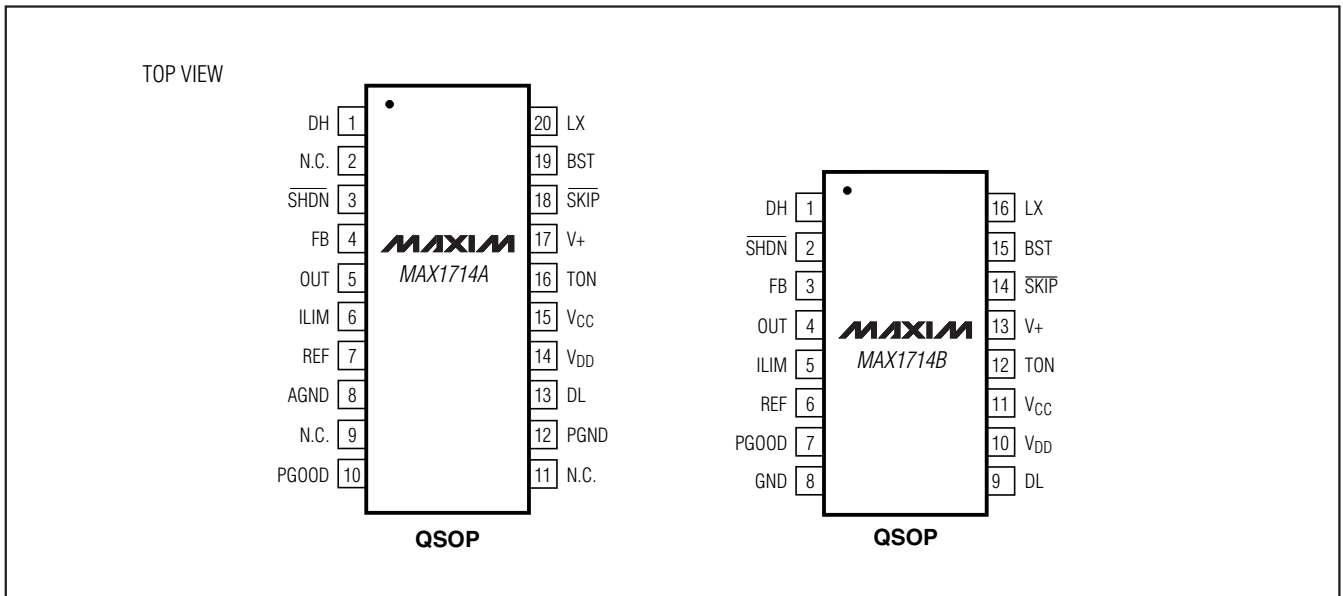 TOP VIEW
DH 1
N.C. 2
SHDN 3
FB 4
OUT 5
ILIM 6
REF 7
AGND 8
N.C. 9
PGOOD 10
MAXIM
MAX1714A
20 LX
19 BST
18 SKIP
17 V+
16 TON
15 VCC
14 VDD
13 DL
12 PGND
11 N.C.
QSOP
DH 1
SHDN 2
FB 3
OUT 4
ILIM 5
REF 6
PGOOD 7
GND 8
MAXIM
MAX1714B
16 LX
15 BST
14 SKIP
13 V+
12 TON
11 VCC
10 VDD
9 DL
QSOP